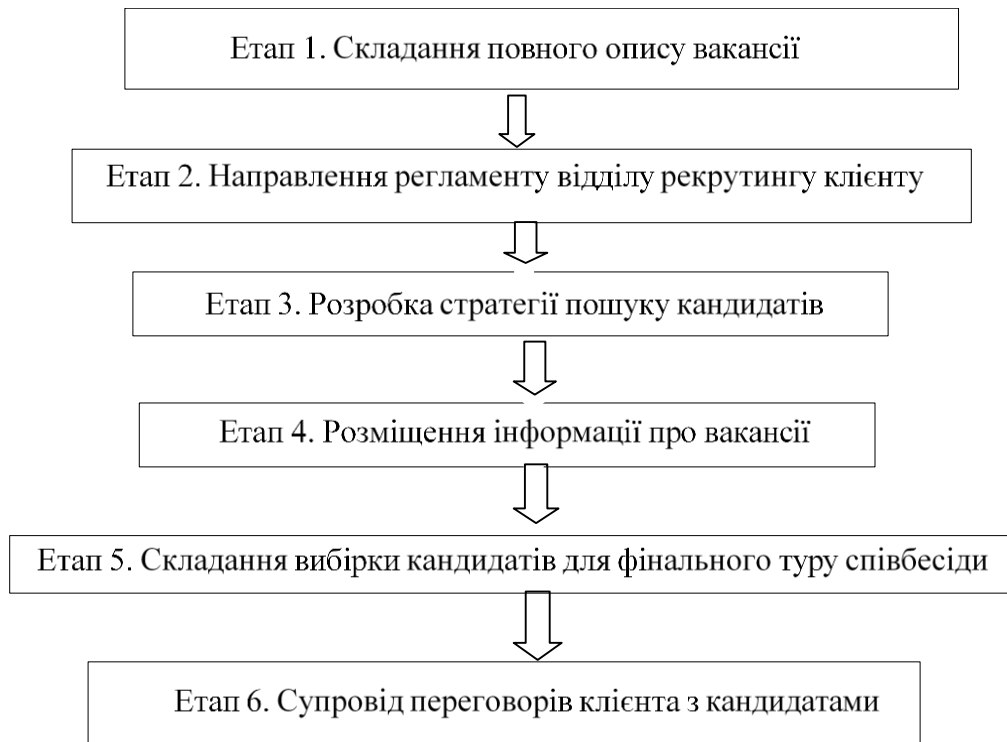 Етап 1. Складання повного опису вакансії
Етап 2. Направлення регламенту відділу рекрутингу клієнту
Етап 3. Розробка стратегії пошуку кандидатів
Етап 4. Розміщення інформації про вакансії
Етап 5. Складання вибірки кандидатів для фінального туру співбесіди
Етап 6. Супровід переговорів клієнта з кандидатами